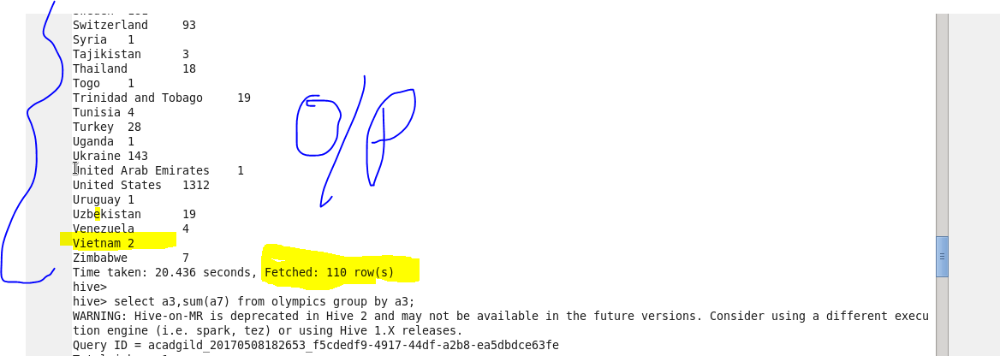 Switzerland 93
Syria 1
Tajikistan 3
Thailand 18
Togo 1
Trinidad and Tobago 19
Tunisia 4
Turkey 28
Uganda 1
Ukraine 143
United Arab Emirates 1
United States 1312
Uruguay 1
Uzbekistan 19
Venezuela 4
Vietnam 2
Zimbabwe 7
Time taken: 20.436 seconds, Fetched: 110 row(s)
hive>
hive> select a3,sum(a7) from olympics group by a3;
WARNING: Hive-on-MR is deprecated in Hive 2 and may not be available in the future versions. Consider using a different execu
tion engine (i.e. spark, tez) or using Hive 1.X releases.
Query ID = acadgild_20170508182653_f5cdedf9-4917-44df-a2b8-ea5dbdce63fe
O/P